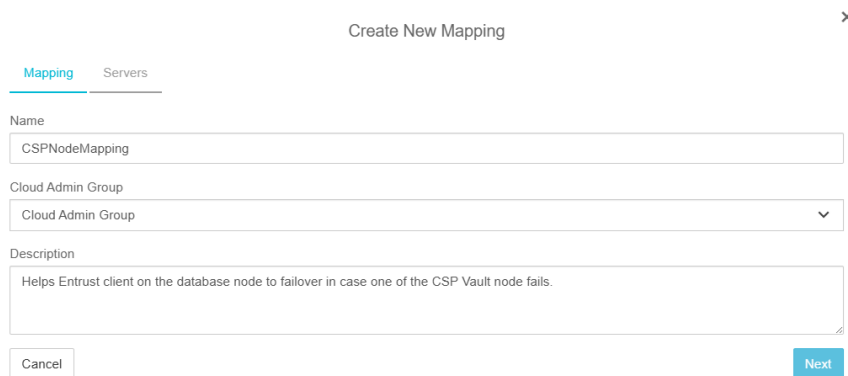 Create New Mapping
Mapping Servers
Name
CSPNodeMapping
Cloud Admin Group
Cloud Admin Group
Description
Helps Entrust client on the database node to failover in case one of the CSP Vault node fails.
Cancel Next